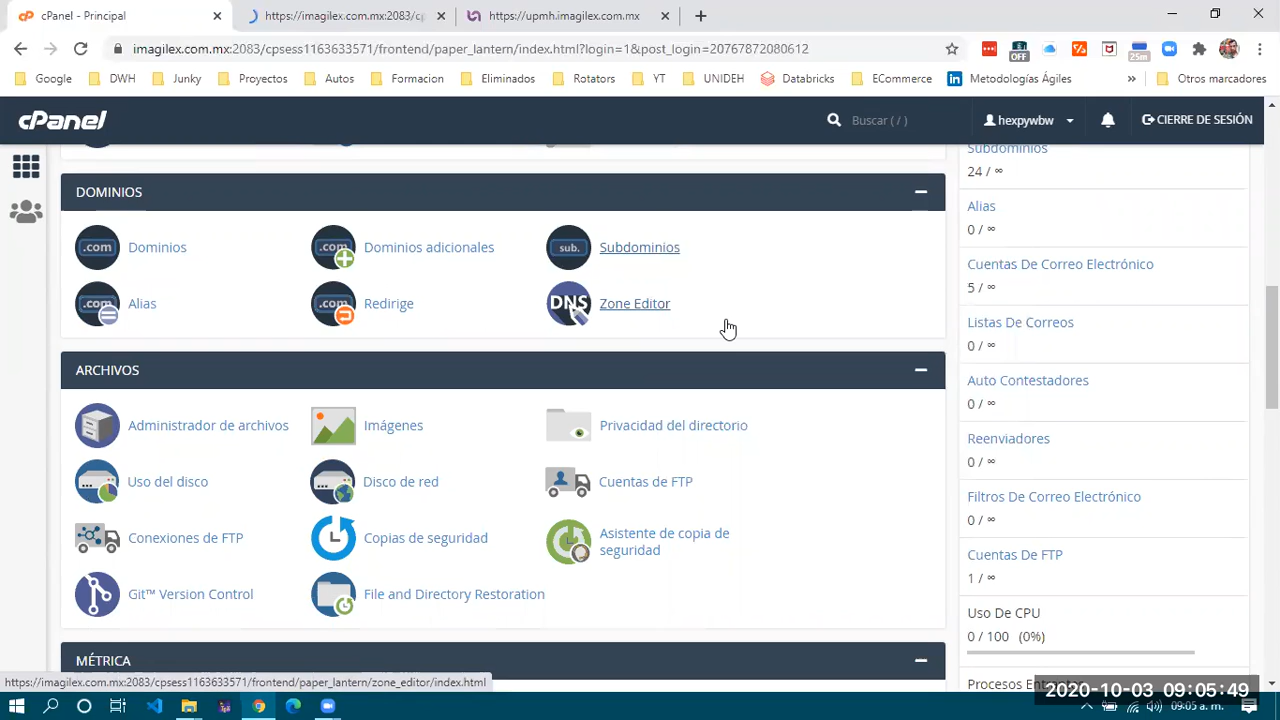 cPanel - Principal
https://imagilex.com.mx:2083/cp
https://upmh.imagilex.com.mx
imagilex.com.mx:2083/cpsess1163633571/frontend/paper_lantern/index.html?login=1&post_login=20767872080612
OFF
25m
Google
DWH
Junky
Proyectos
Autos
Formacion
Eliminados
Rotators
YT
UNIDEH
Databricks
ECommerce
Metodologías Ágiles
»
Otros marcadores
cPanel
Buscar ( / )
hexpywbw
CIERRE DE SESIÓN
DOMINIOS
Dominios
Dominios adicionales
Subdominios
Alias
Redirige
Zone Editor
ARCHIVOS
Administrador de archivos
Imágenes
Privacidad del directorio
Uso del disco
Disco de red
Cuentas de FTP
Conexiones de FTP
Copias de seguridad
Asistente de copia de
seguridad
Git™ Version Control
File and Directory Restoration
MÉTRICA
Subdominios
24 / ∞
Alias
0 / ∞
Cuentas De Correo Electrónico
5 / ∞
Listas De Correos
0 / ∞
Auto Contestadores
0 / ∞
Reenviadores
0 / ∞
Filtros De Correo Electrónico
0 / ∞
Cuentas De FTP
1 / ∞
Uso De CPU
0 / 100 (0%)
Procesos Entrantes
https://imagilex.com.mx:2083/cpsess1163633571/frontend/paper_lantern/zone_editor/index.html
2020-10-03 09:05:49
09:05 a. m.